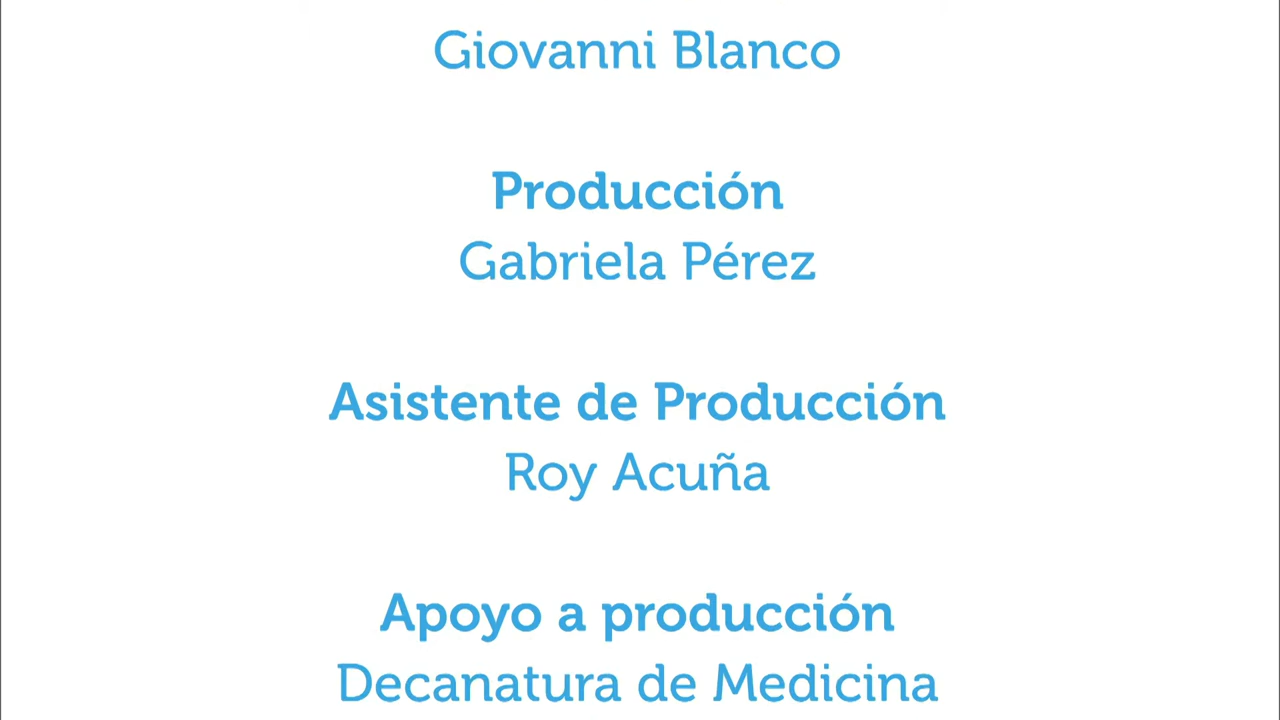 Giovanni Blanco
Producción
Gabriela Pérez
Asistente de Producción
Roy Acuña
Apoyo a producción
Decanatura de Medicina